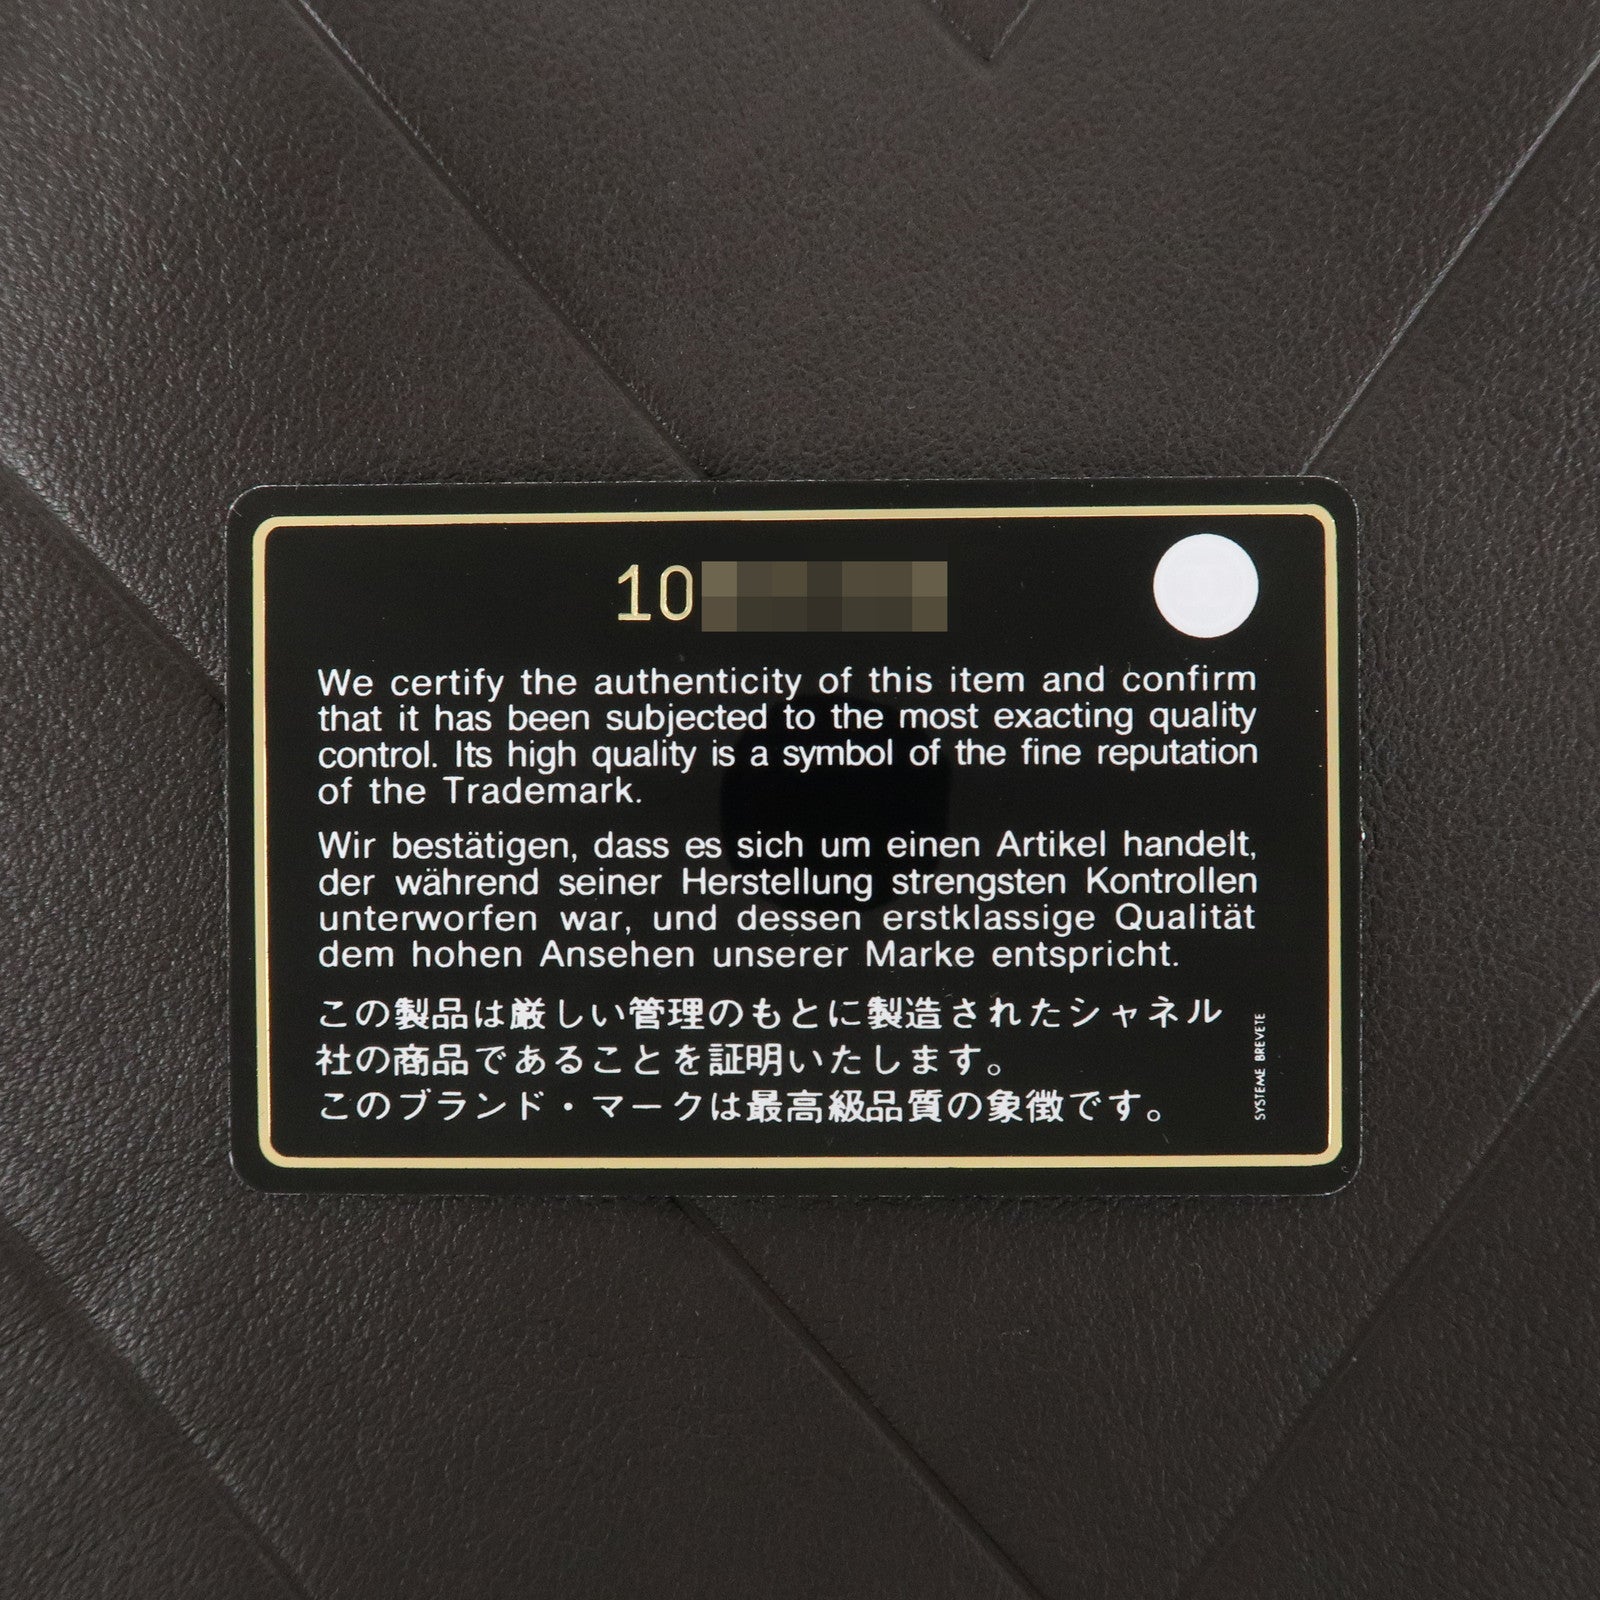 10
We certify the authenticity of this item and confirm
that it has been subjected to the most exacting quality
control. Its high quality is a symbol of the fine reputation
of the Trademark.
Wir bestätigen, dass es sich um einen Artikel handelt,
der während seiner Herstellung strengsten Kontrollen
unterworfen war, und dessen erstklassige Qualität
dem hohen Ansehen unserer Marke entspricht.
この製品は厳しい管理のもとに製造されたシャネル
社の商品であることを証明いたします。
このブランド・マークは最高級品質の象徴です。
SYSTEME BREVETE